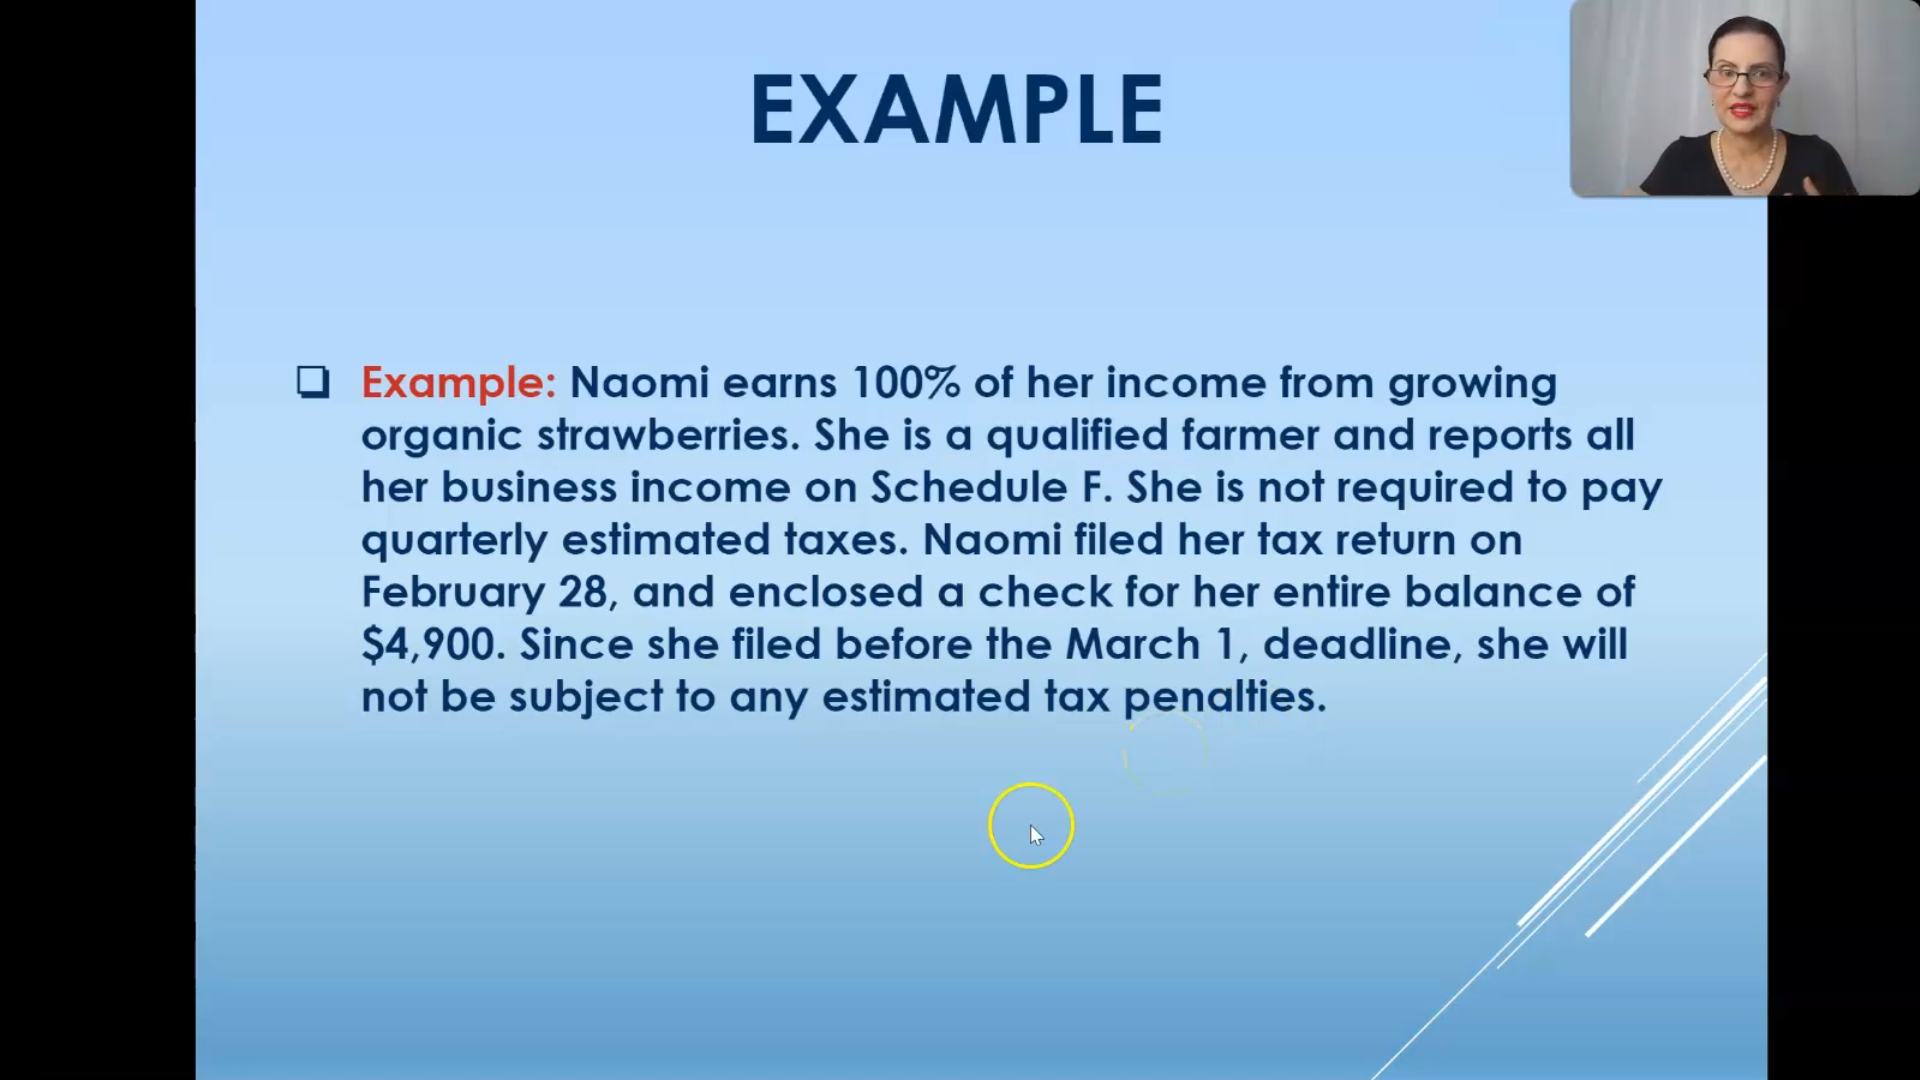 EXAMPLE
Example: Naomi earns 100% of her income from growing
organic strawberries. She is a qualified farmer and reports all
her business income on Schedule F. She is not required to pay
quarterly estimated taxes. Naomi filed her tax return on
February 28, and enclosed a check for her entire balance of
$4,900. Since she filed before the March 1, deadline, she will
not be subject to any estimated tax penalties.